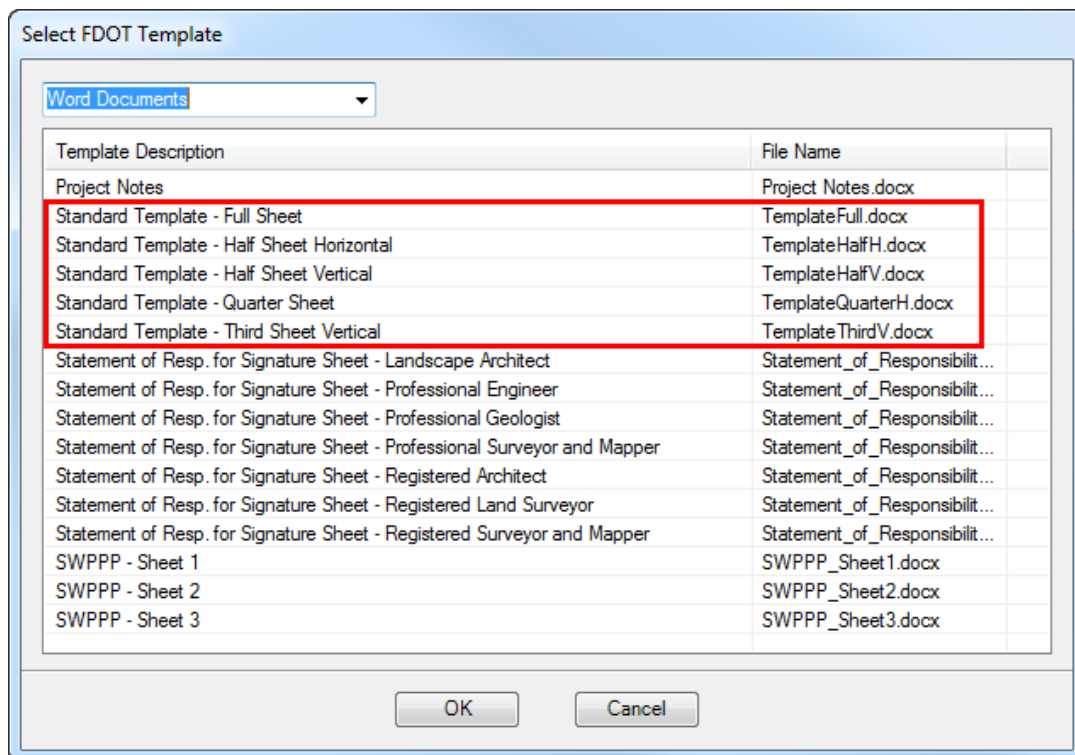 Select FDOT Template
Word Documents
Template Description File Name
Project Notes Project Notes.docx
Standard Template - Full Sheet TemplateFull.docx
Standard Template - Half Sheet Horizontal TemplateHalfH.docx
Standard Template - Half Sheet Vertical TemplateHalfV.docx
Standard Template - Quarter Sheet TemplateQuarterH.docx
Standard Template - Third Sheet Vertical TemplateThirdV.docx
Statement of Resp. for Signature Sheet - Landscape Architect Statement_of_Responsibilit...
Statement of Resp. for Signature Sheet - Professional Engineer Statement_of_Responsibilit...
Statement of Resp. for Signature Sheet - Professional Geologist Statement_of_Responsibilit...
Statement of Resp. for Signature Sheet - Professional Surveyor and Mapper Statement_of_Responsibilit...
Statement of Resp. for Signature Sheet - Registered Architect Statement_of_Responsibilit...
Statement of Resp. for Signature Sheet - Registered Land Surveyor Statement_of_Responsibilit...
Statement of Resp. for Signature Sheet - Registered Surveyor and Mapper Statement_of_Responsibilit...
SWPPP - Sheet 1 SWPPP_Sheet1.docx
SWPPP - Sheet 2 SWPPP_Sheet2.docx
SWPPP - Sheet 3 SWPPP_Sheet3.docx
OK Cancel